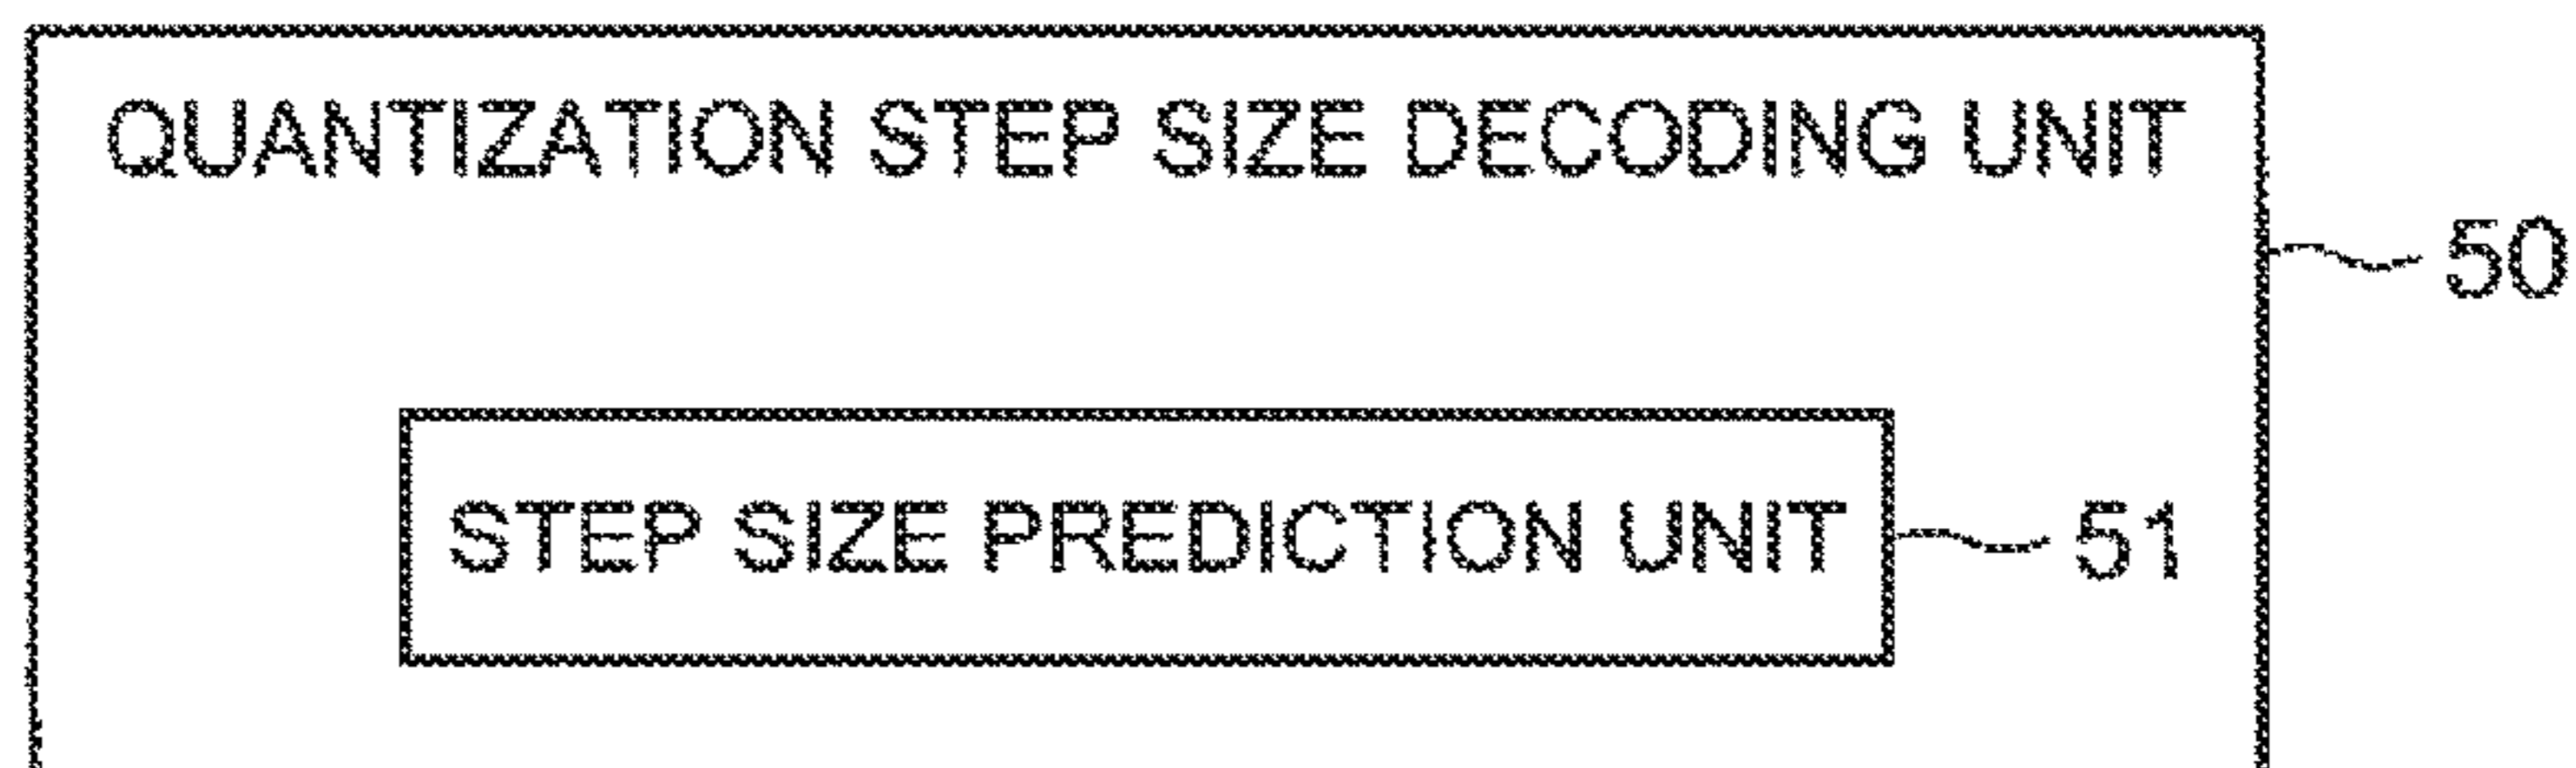 QUANTIZATION STEP SIZE DECODING UNIT
50
STEP SIZE PREDICTION UNIT
51